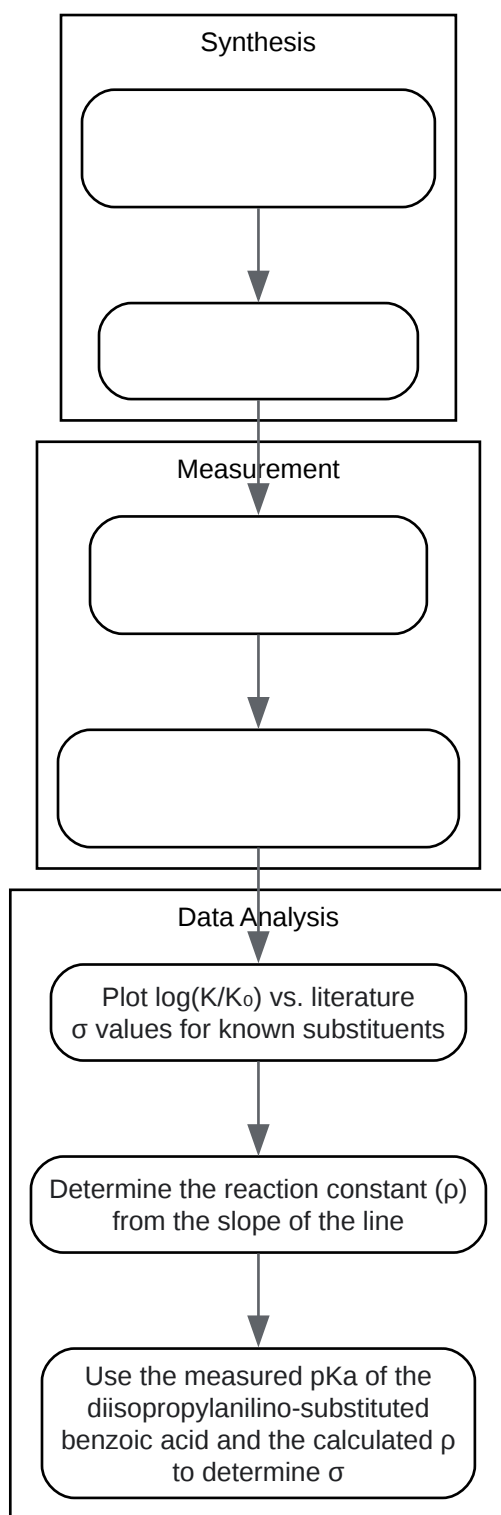 Synthesis
Measurement
Data Analysis
Plot log(K/K₀) vs. literature
σ values for known substituents
Determine the reaction constant (ρ)
from the slope of the line
Use the measured pKa of the
diisopropylanilino-substituted
benzoic acid and the calculated ρ
to determine σ